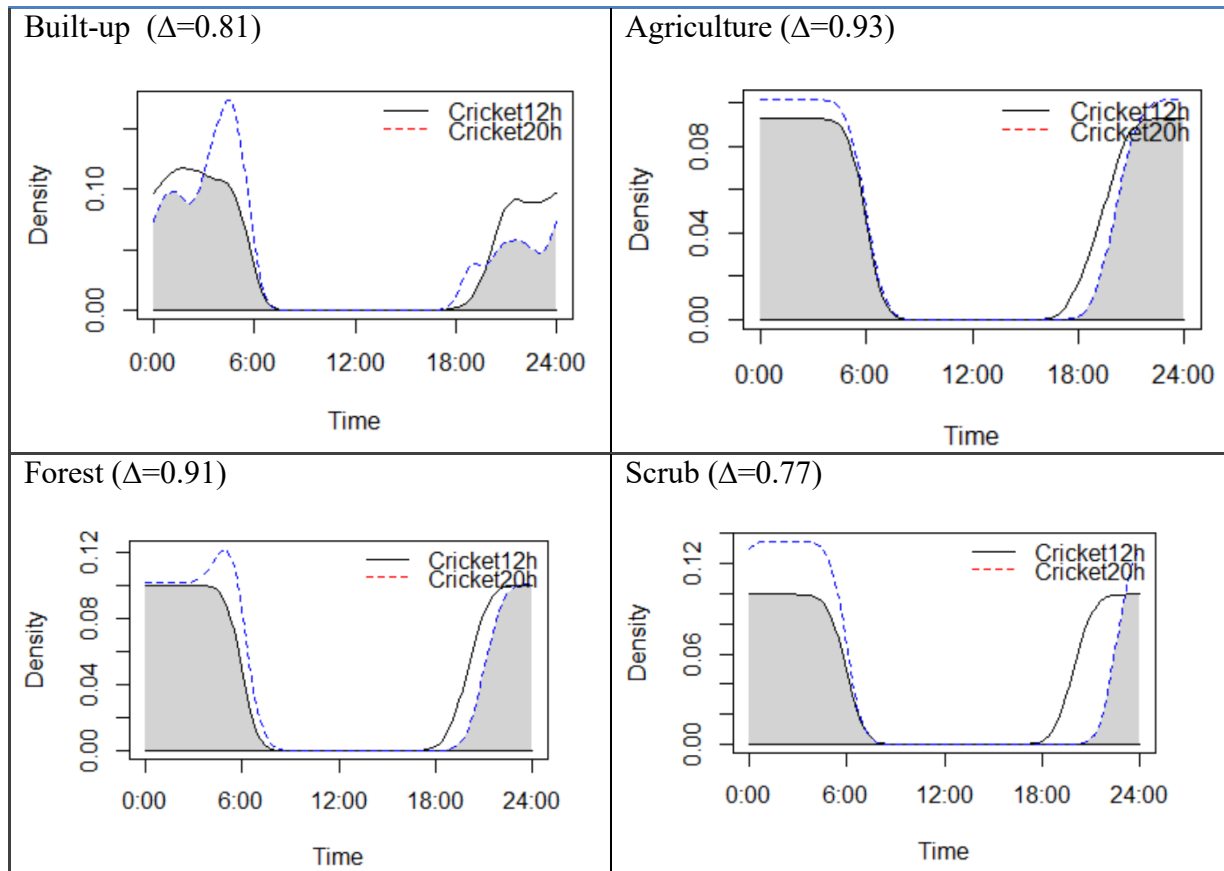 Built-up (Δ=0.81)
Cricket12h
Cricket20h
Density
0.00
0.10
0:00 6:00 12:00 18:00 24:00
Time
Agriculture (Δ=0.93)
Cricket12h
Cricket20h
Density
0.00 0.04 0.08
0:00 6:00 12:00 18:00 24:00
Time
Forest (Δ=0.91)
Cricket12h
Cricket20h
Density
0.00 0.04 0.08 0.12
0:00 6:00 12:00 18:00 24:00
Time
Scrub (Δ=0.77)
Cricket12h
Cricket20h
Density
0.00 0.06 0.12
0:00 6:00 12:00 18:00 24:00
Time